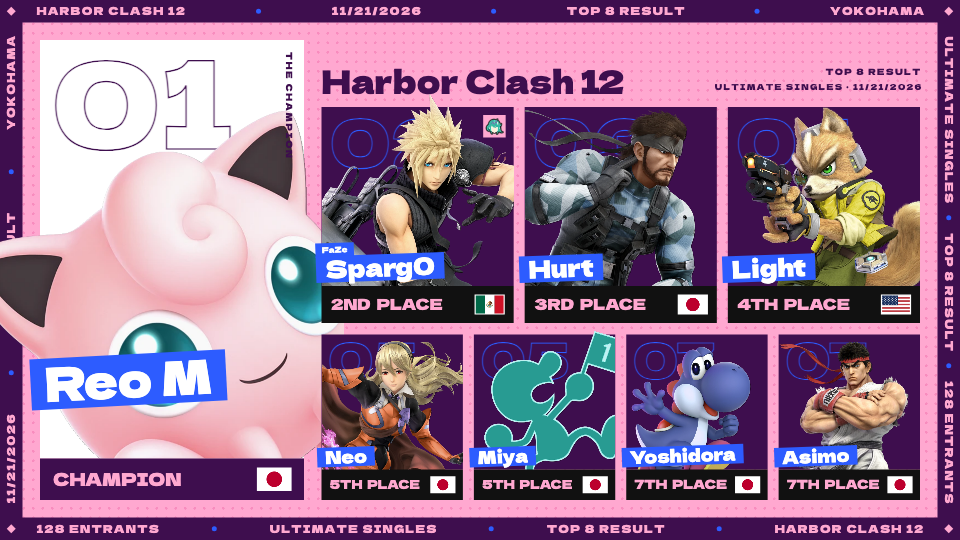 HARBOR CLASH 12 • 11/21/2026 • TOP 8 RESULT • YOKOHAMA
YOKOHAMA
11/21/2026
01
THE CHAMPION
Reo M
CHAMPION
Harbor Clash 12
TOP 8 RESULT
ULTIMATE SINGLES · 11/21/2026
FaZe
SpargO
2ND PLACE
Hurt
3RD PLACE
Light
4TH PLACE
Neo
5TH PLACE
1
Miya
5TH PLACE
Yoshidora
7TH PLACE
Asimo
7TH PLACE
ULTIMATE SINGLES • TOP 8 RESULT • 128 ENTRANTS
128 ENTRANTS • ULTIMATE SINGLES • TOP 8 RESULT • HARBOR CLASH 12